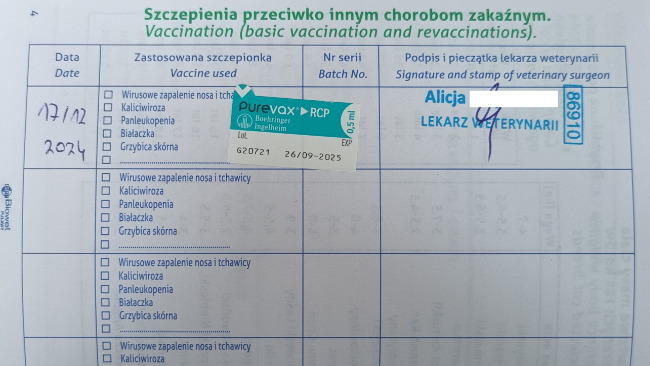 4
Szczepienia przeciwko innym chorobom zakaźnym.
Vaccination (basic vaccination and revaccinations).
Data
Date
Zastosowana szczepionka
Vaccine used
Nr serii
Batch No.
Podpis i pieczątka lekarza weterynarii
Signature and stamp of veterinary surgeon
17/12
2024
Wirusowe zapalenie nosa i
Kaliciwiroza
Panleukopenia
Białaczka
Grzybica skórna
purevax RCP
Boehringer
Ingelheim
0,5 ml
Lot.
EXP
G20721 26/09-2025
Alicja
LEKARZ WETERYNARII
86910
Wirusowe zapalenie nosa i tchawicy
Kaliciwiroza
Panleukopenia
Białaczka
Grzybica skórna
Wirusowe zapalenie nosa i tchawicy
Kaliciwiroza
Panleukopenia
Białaczka
Grzybica skórna
Wirusowe zapalenie nosa i tchawicy
Kaliciwiroza
Biowet